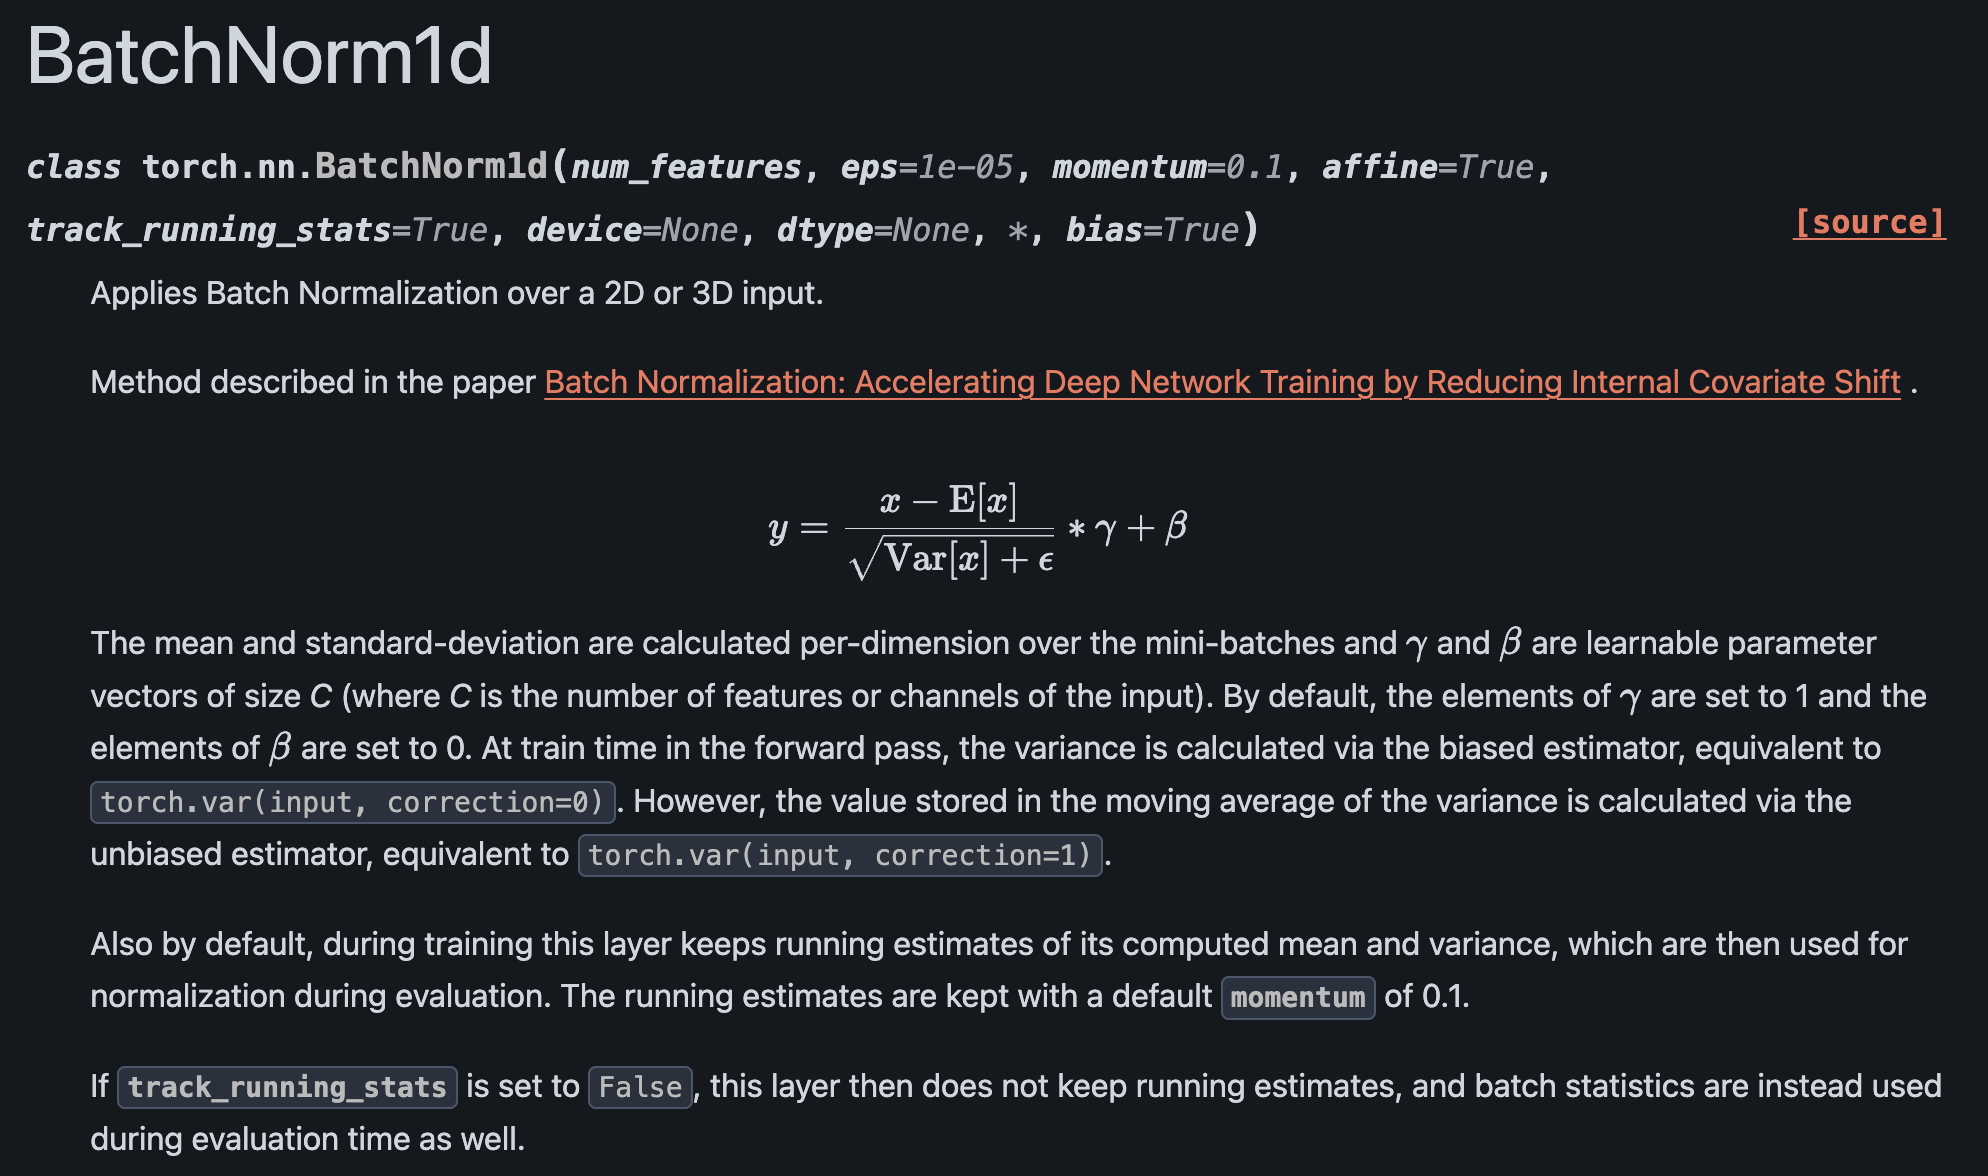 BatchNorm1d
class torch.nn.BatchNorm1d(num_features, eps=1e-05, momentum=0.1, affine=True,
track_running_stats=True, device=None, dtype=None, *, bias=True)
[source]
Applies Batch Normalization over a 2D or 3D input.
Method described in the paper Batch Normalization: Accelerating Deep Network Training by Reducing Internal Covariate Shift .
y = \frac{x - \mathrm{E}[x]}{\sqrt{\mathrm{Var}[x] + \epsilon}} * \gamma + \beta
The mean and standard-deviation are calculated per-dimension over the mini-batches and γ and β are learnable parameter
vectors of size C (where C is the number of features or channels of the input). By default, the elements of γ are set to 1 and the
elements of β are set to 0. At train time in the forward pass, the variance is calculated via the biased estimator, equivalent to
torch.var(input, correction=0). However, the value stored in the moving average of the variance is calculated via the
unbiased estimator, equivalent to torch.var(input, correction=1).
Also by default, during training this layer keeps running estimates of its computed mean and variance, which are then used for
normalization during evaluation. The running estimates are kept with a default momentum of 0.1.
If track_running_stats is set to False, this layer then does not keep running estimates, and batch statistics are instead used
during evaluation time as well.